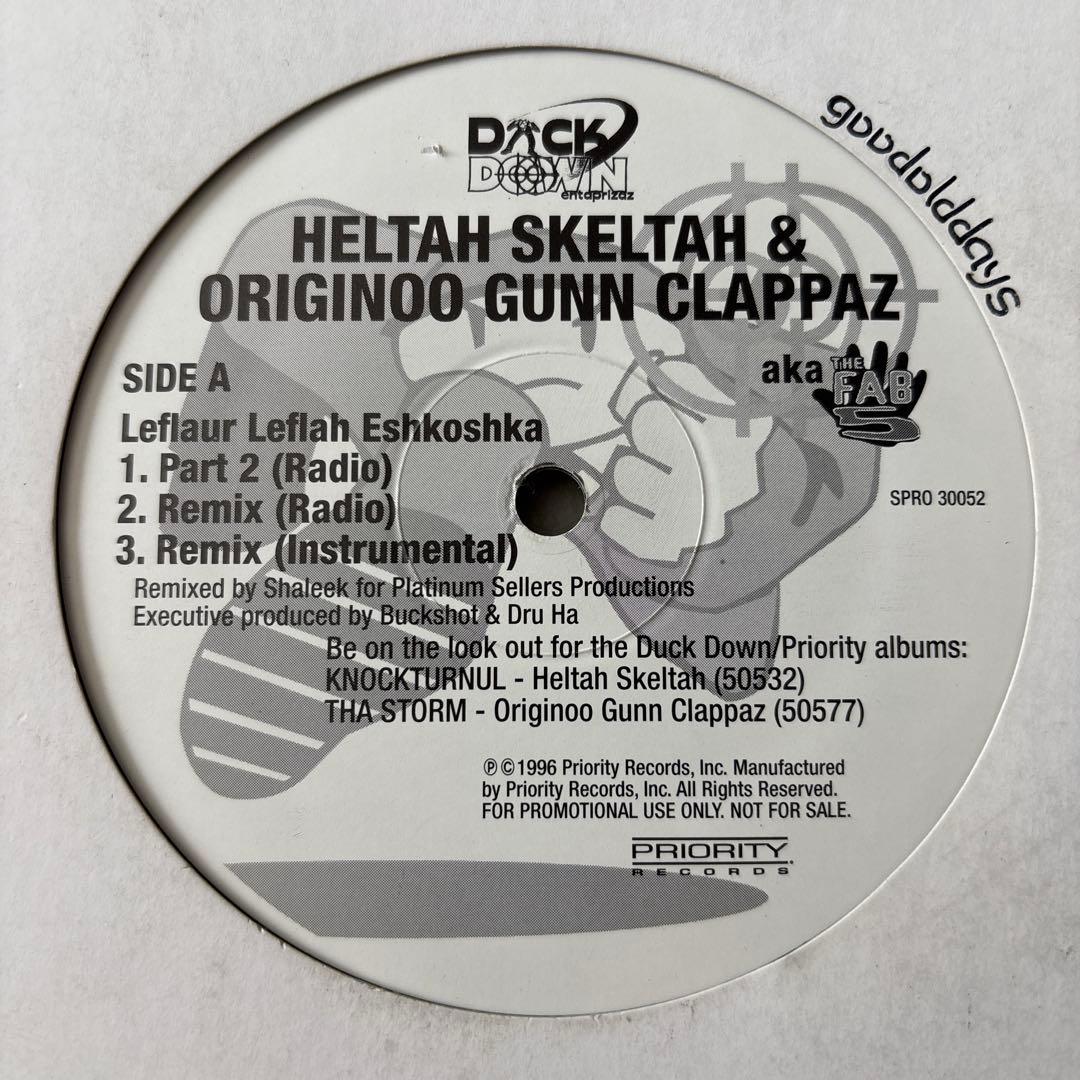 DUCK
DOWN
entaprizaz
HELTAH SKELTAH &
ORIGINOO GUNN CLAPPAZ
aka THE FAB 5
SIDE A
Leflaur Leflah Eshkoshka
1. Part 2 (Radio)
2. Remix (Radio)
3. Remix (Instrumental)
SPRO 30052
Remixed by Shaleek for Platinum Sellers Productions
Executive produced by Buckshot & Dru Ha
Be on the look out for the Duck Down/Priority albums:
KNOCKTURNUL - Heltah Skeltah (50532)
THA STORM - Originoo Gunn Clappaz (50577)
℗ © 1996 Priority Records, Inc. Manufactured
by Priority Records, Inc. All Rights Reserved.
FOR PROMOTIONAL USE ONLY. NOT FOR SALE.
PRIORITY
RECORDS
goodolddays